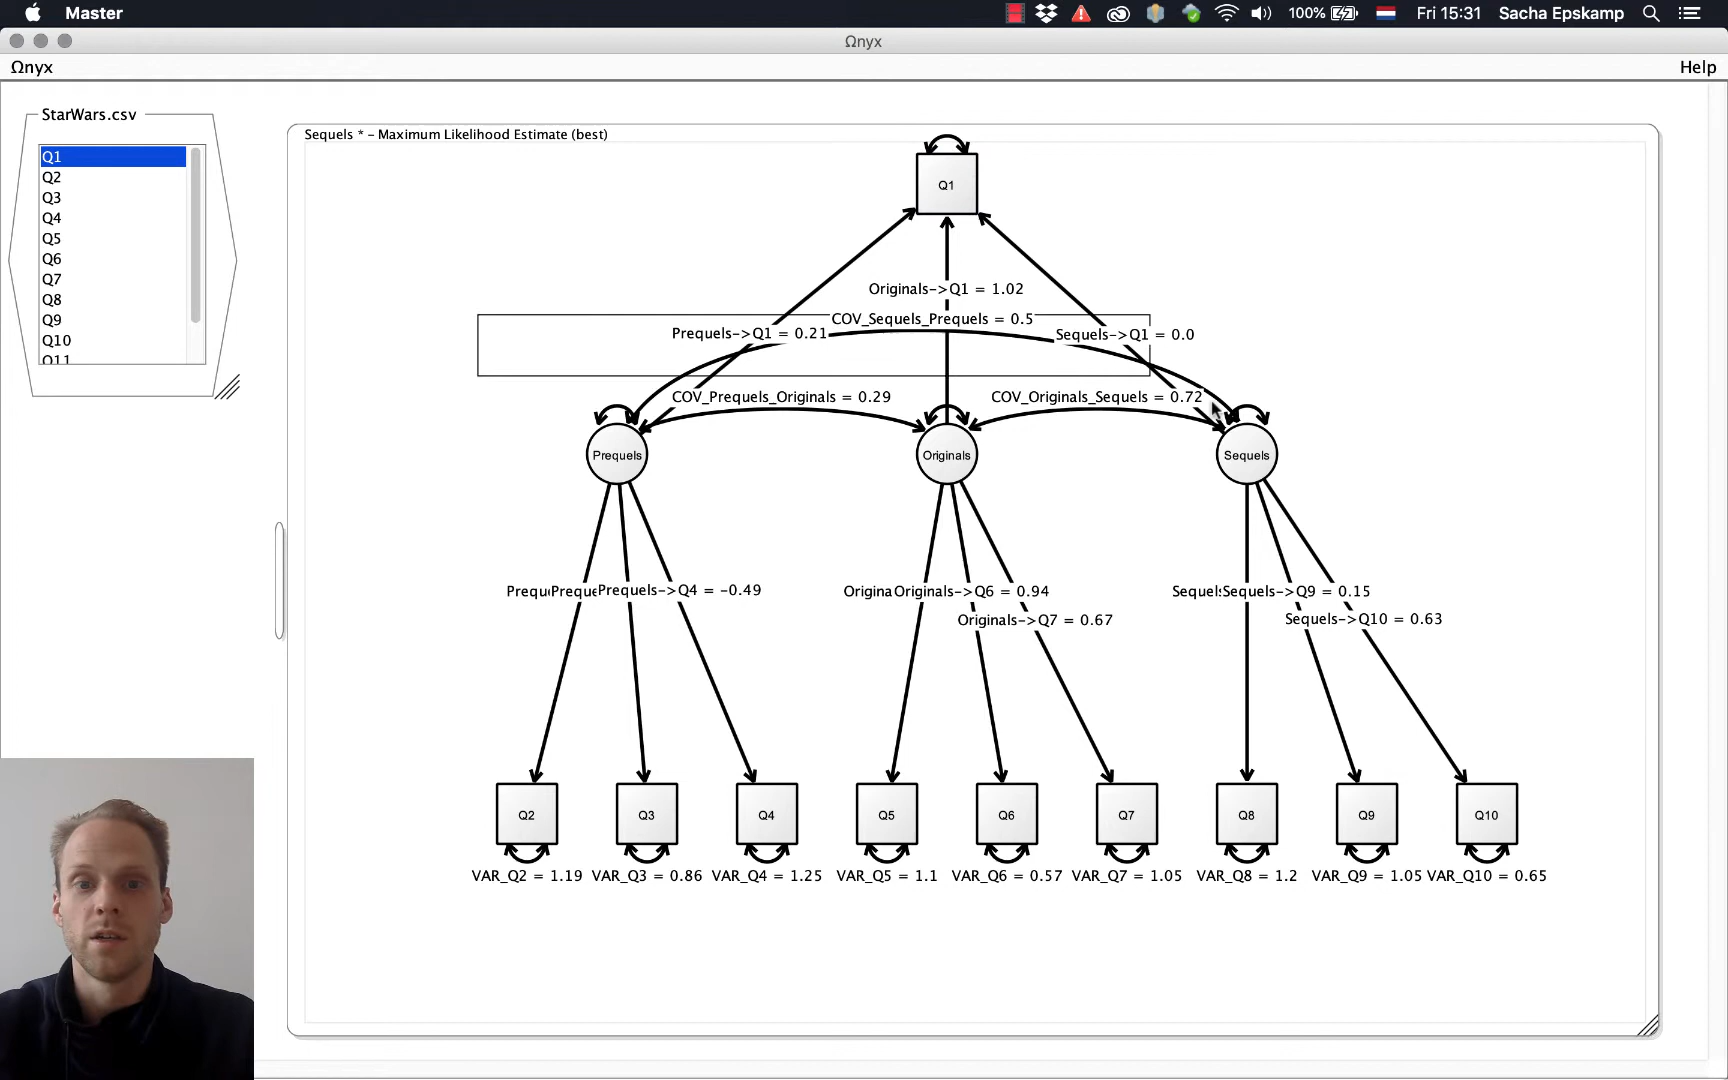 Master
100%
Fri 15:31
Sacha Epskamp
Ωnyx
Ωnyx
Help
StarWars.csv
Q1
Q2
Q3
Q4
Q5
Q6
Q7
Q8
Q9
Q10
Q11
Sequels * - Maximum Likelihood Estimate (best)
Q1
Originals->Q1 = 1.02
COV_Sequels_Prequels = 0.5
Prequels->Q1 = 0.21
Sequels->Q1 = 0.0
COV_Prequels_Originals = 0.29
COV_Originals_Sequels = 0.72
Prequels
Originals
Sequels
Prequels->Q4 = -0.49
Originals->Q6 = 0.94
Sequels->Q9 = 0.15
Originals->Q7 = 0.67
Sequels->Q10 = 0.63
Q2
Q3
Q4
Q5
Q6
Q7
Q8
Q9
Q10
VAR_Q2 = 1.19
VAR_Q3 = 0.86
VAR_Q4 = 1.25
VAR_Q5 = 1.1
VAR_Q6 = 0.57
VAR_Q7 = 1.05
VAR_Q8 = 1.2
VAR_Q9 = 1.05
VAR_Q10 = 0.65